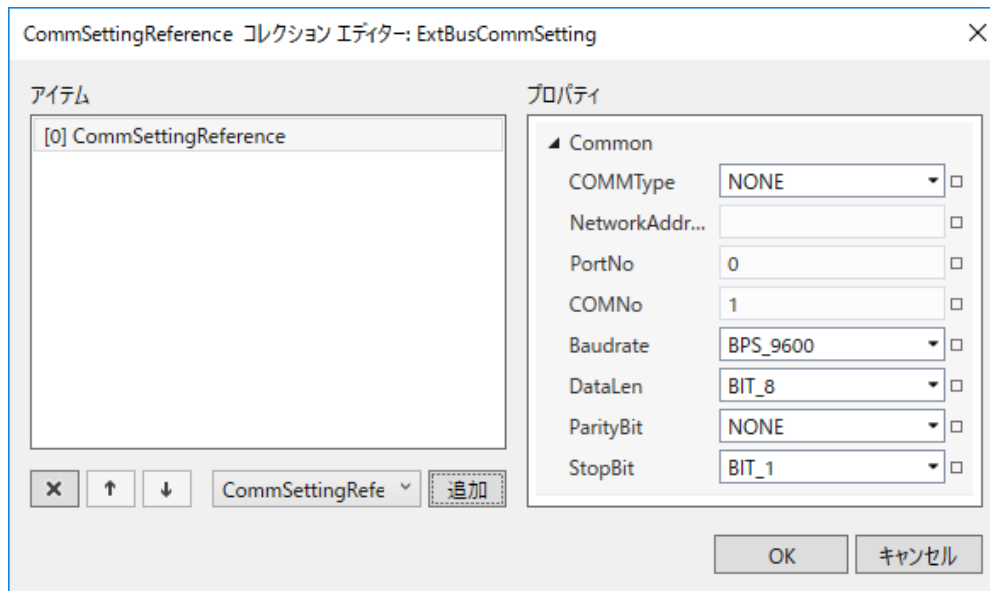 CommSettingReference コレクション エディター: ExtBusCommSetting
アイテム
[0] CommSettingReference
CommSettingRefe
追加
プロパティ
Common
COMMType NONE
NetworkAddr...
PortNo 0
COMNo 1
Baudrate BPS_9600
DataLen BIT_8
ParityBit NONE
StopBit BIT_1
OK キャンセル